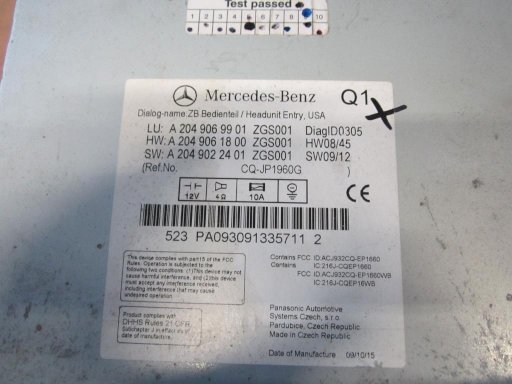 Test passed
1 2 3 4 5 6 7 8 9 10
Mercedes-Benz Q1 X
Dialog-name:ZB Bedienteil / Headunit Entry, USA
LU: A 204 906 99 01 ZGS001 DiagID0305
HW: A 204 906 18 00 ZGS001 HW08/45
SW: A 204 902 24 01 ZGS001 SW09/12
(Ref.No. CQ-JP1960G )
12V 4Ω 10A
CE
523 PA093091335711 2
This device complies with part15 of the FCC
Rules. Operation is subjected to the
following two conditions: (1)This device may not
cause harmful interference, and (2)this device
must accept any interference received,
including interference that may cause
undesired operation.
Contains FCC ID:ACJ932CQ-EP1660
Contains IC:216J-CQEP1660
FCC ID:ACJ932CQ-EP1660WB
IC:216J-CQEP16WB
Product complies with
DHHS Rules 21 CFR
Subchapter J in effect
date of manufacture.
Panasonic Automotive
Systems Czech, s.r.o.
Pardubice, Czech Republic
Made in Czech Republic
Date of Manufacture 09/10/15